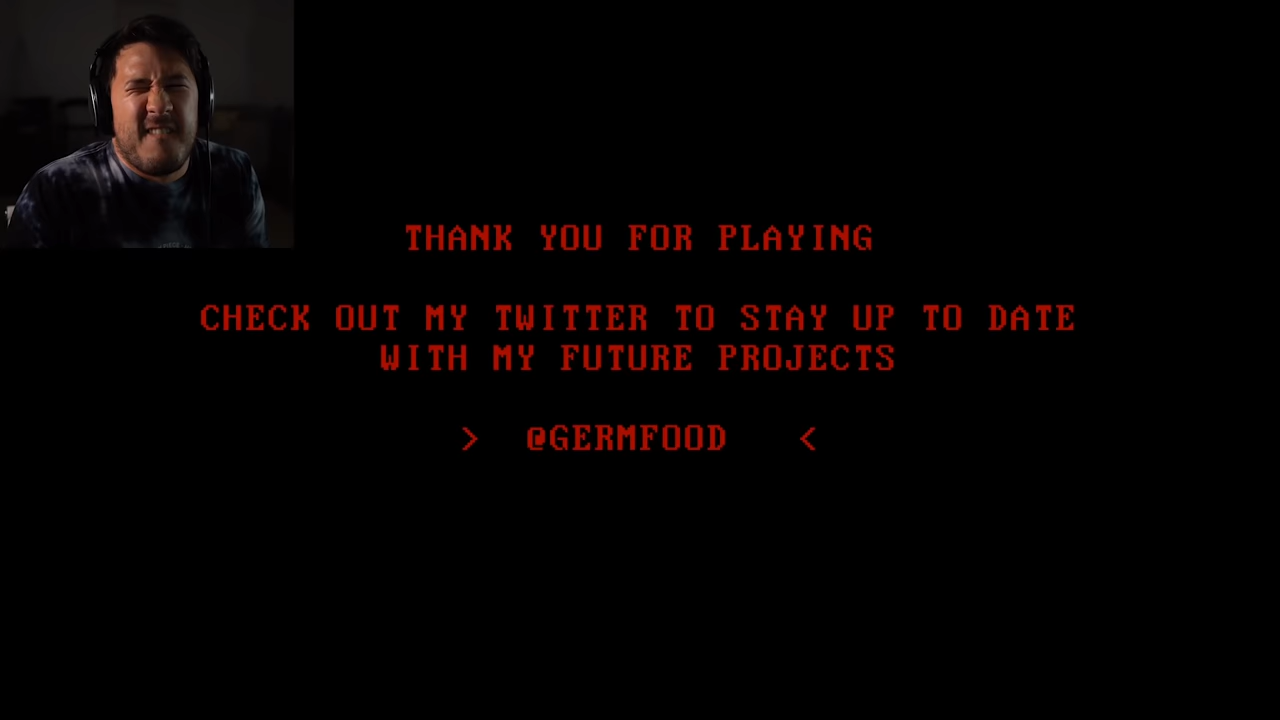 THANK YOU FOR PLAYING
CHECK OUT MY TWITTER TO STAY UP TO DATE
WITH MY FUTURE PROJECTS
> @GERMFOOD <